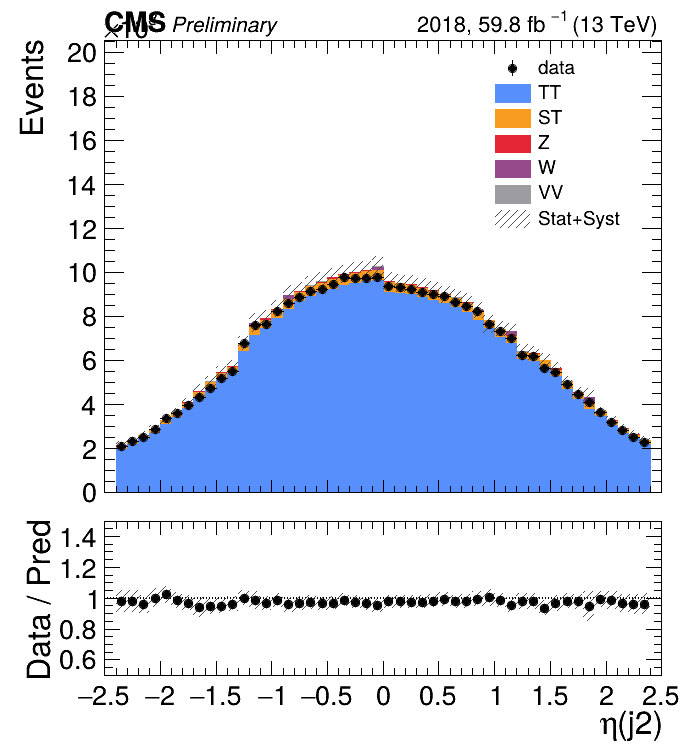 CMS Preliminary 2018, 59.8 fb⁻¹ (13 TeV)
Events
20
18
16
14
12
10
8
6
4
2
0
data
TT
ST
Z
W
VV
Stat+Syst
Data / Pred
1.4
1.2
1
0.8
0.6
−2.5 −2 −1.5 −1 −0.5 0 0.5 1 1.5 2 2.5
η(j2)